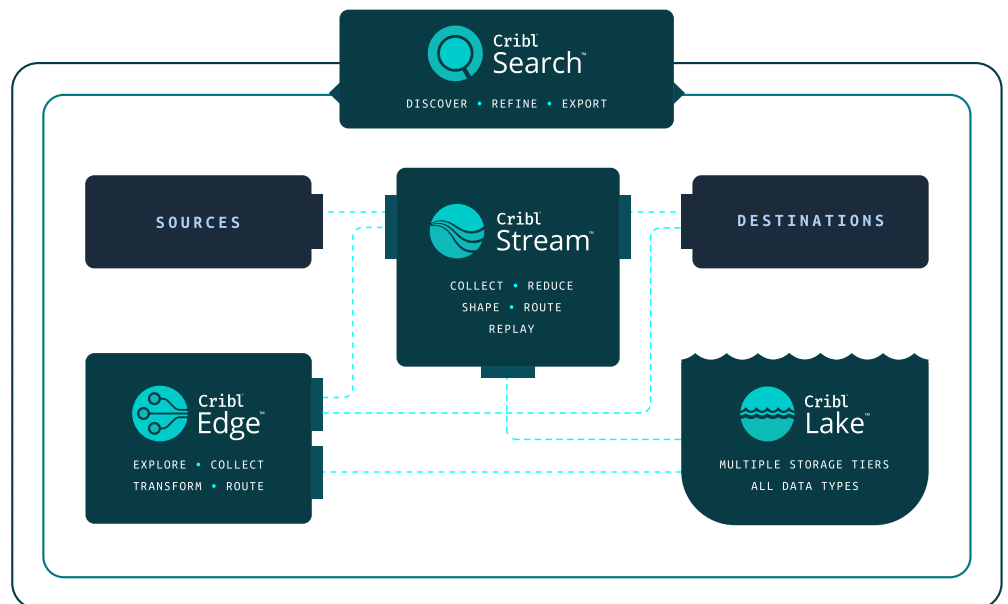 Cribl
Search™
DISCOVER • REFINE • EXPORT
SOURCES
Cribl
Stream™
COLLECT • REDUCE
SHAPE • ROUTE
REPLAY
DESTINATIONS
Cribl
Edge™
EXPLORE • COLLECT
TRANSFORM • ROUTE
Cribl
Lake™
MULTIPLE STORAGE TIERS
ALL DATA TYPES